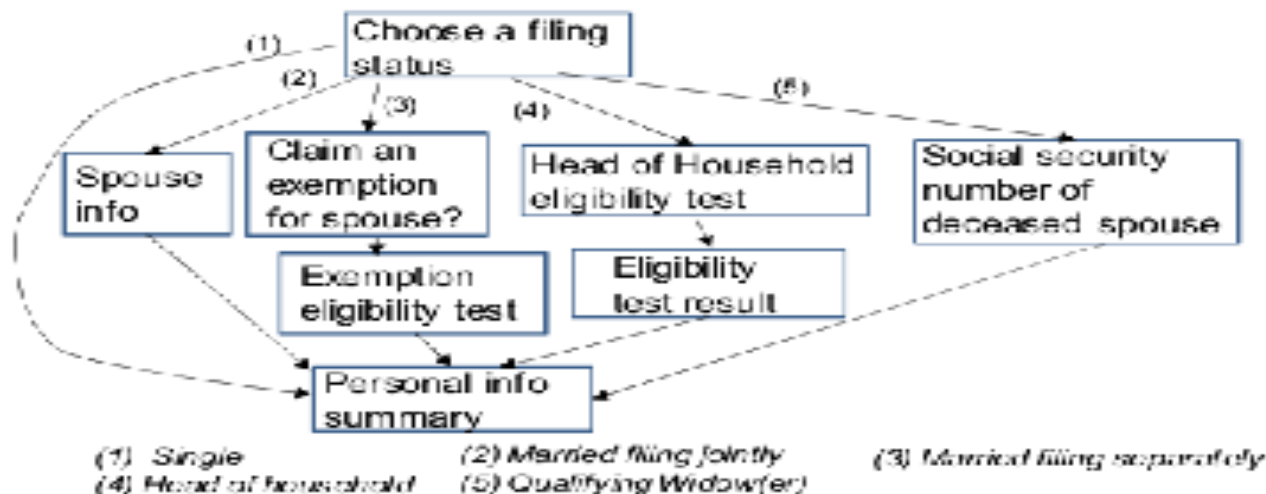 Choose a filing
status
(1)
(2)
(3)
(4)
(5)
Spouse
info
Claim an
exemption
for spouse?
Head of Household
eligibility test
Social security
number of
deceased spouse
Exemption
eligibility test
Eligibility
test result
Personal info
summary
(1) Single
(2) Married filing jointly
(3) Married filing separately
(4) Head of household
(5) Qualifying Widow(er)